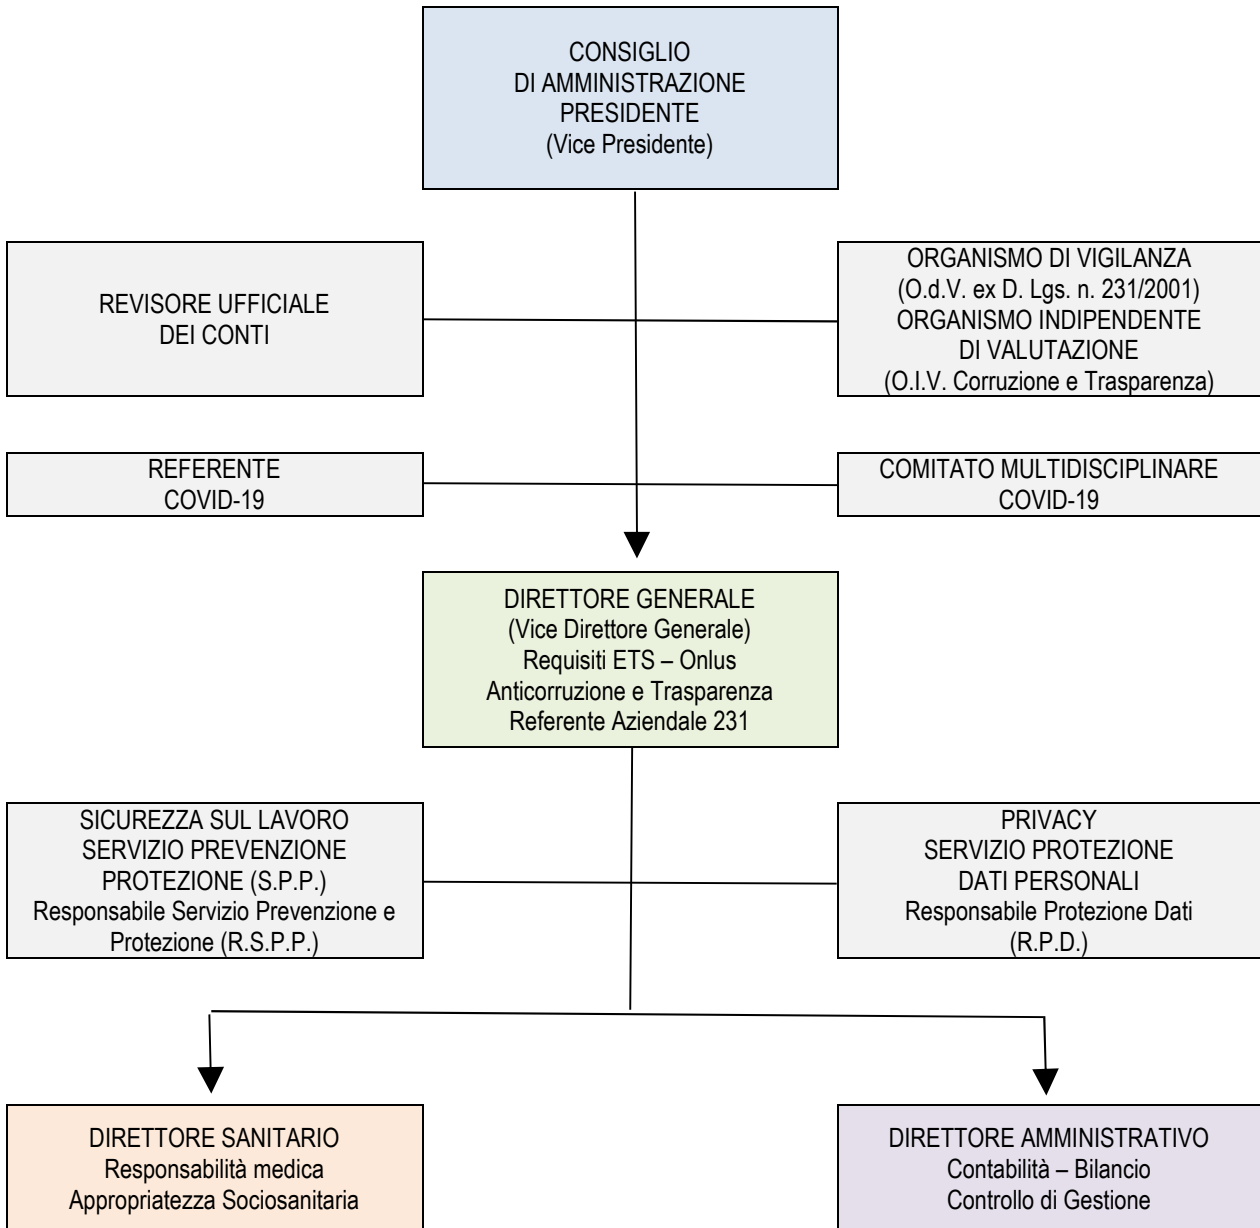 CONSIGLIO
DI AMMINISTRAZIONE
PRESIDENTE
(Vice Presidente)
REVISORE UFFICIALE
DEI CONTI
ORGANISMO DI VIGILANZA
(O.d.V. ex D. Lgs. n. 231/2001)
ORGANISMO INDIPENDENTE
DI VALUTAZIONE
(O.I.V. Corruzione e Trasparenza)
REFERENTE
COVID-19
COMITATO MULTIDISCIPLINARE
COVID-19
DIRETTORE GENERALE
(Vice Direttore Generale)
Requisiti ETS – Onlus
Anticorruzione e Trasparenza
Referente Aziendale 231
SICUREZZA SUL LAVORO
SERVIZIO PREVENZIONE
PROTEZIONE (S.P.P.)
Responsabile Servizio Prevenzione e
Protezione (R.S.P.P.)
PRIVACY
SERVIZIO PROTEZIONE
DATI PERSONALI
Responsabile Protezione Dati
(R.P.D.)
DIRETTORE SANITARIO
Responsabilità medica
Appropriatezza Sociosanitaria
DIRETTORE AMMINISTRATIVO
Contabilità – Bilancio
Controllo di Gestione